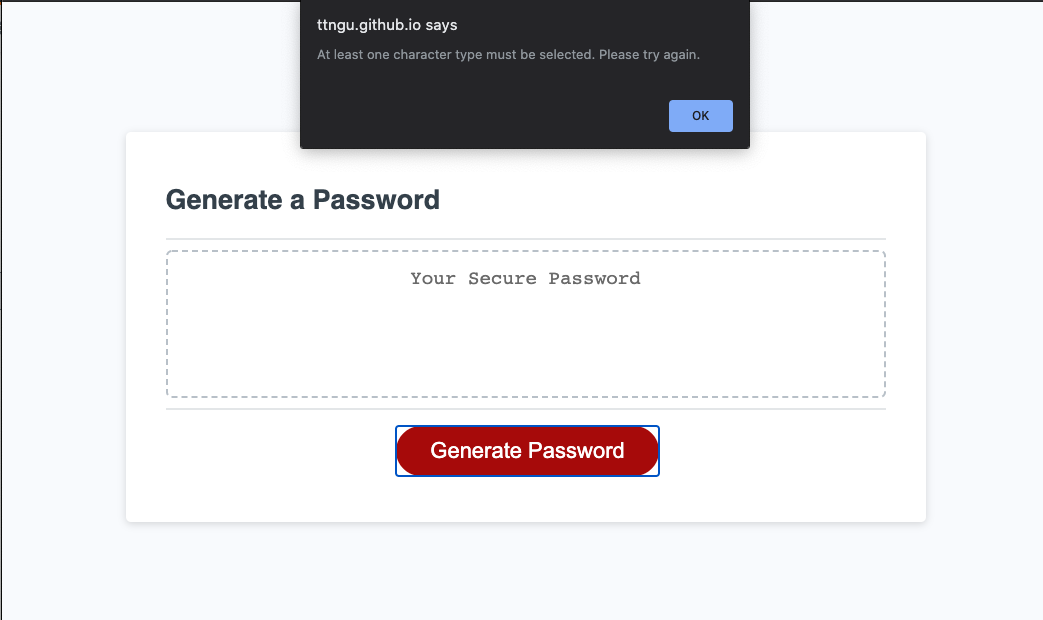 ttngu.github.io says
At least one character type must be selected. Please try again.
OK
Generate a Password
Your Secure Password
Generate Password